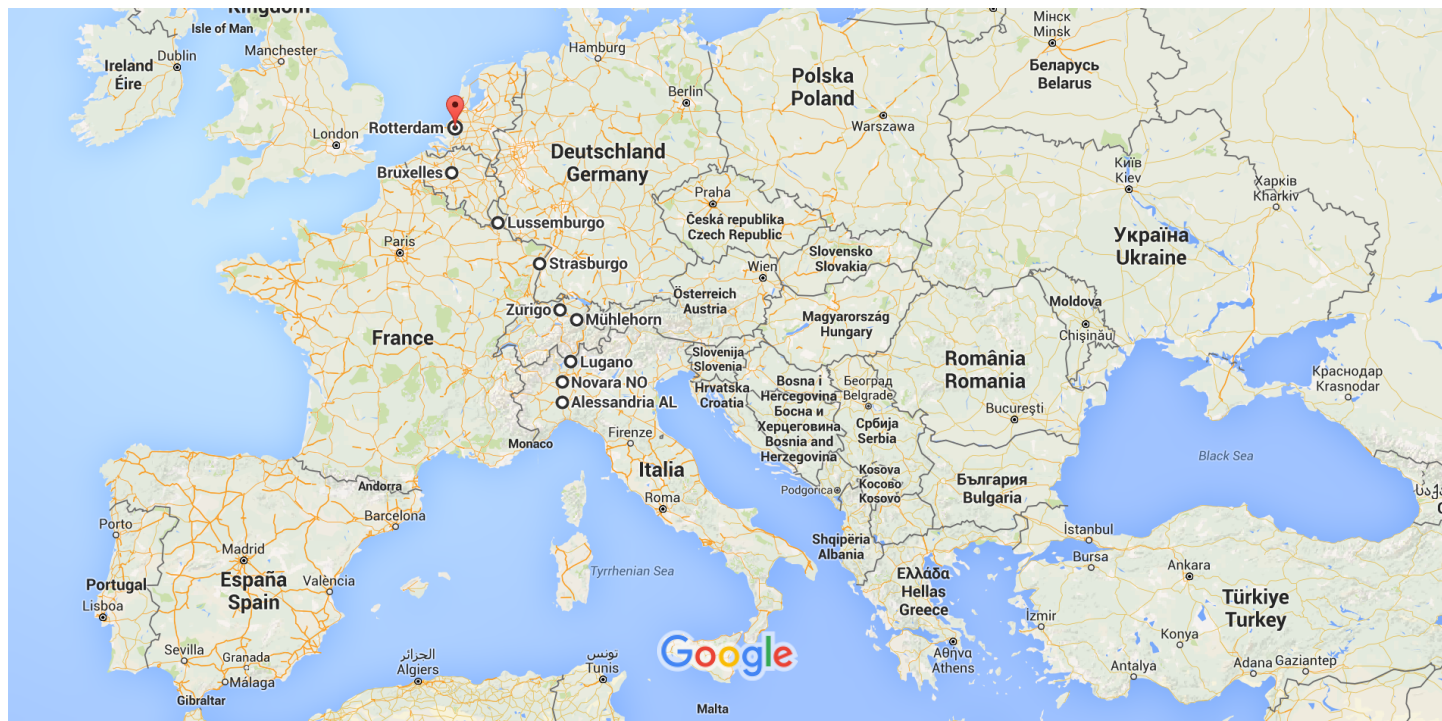 Kingdom
Isle of Man
Ireland
Éire
Dublin
Manchester
Hamburg
Мінск
Minsk
Беларусь
Belarus
Polska
Poland
Berlin
Warszawa
Rotterdam
London
Bruxelles
Deutschland
Germany
Київ
Kiev
Харків
Kharkiv
Praha
Česká republika
Czech Republic
Lussemburgo
Paris
Україна
Ukraine
Slovensko
Slovakia
Strasburgo
Wien
Österreich
Austria
Zurigo
Mühlehorn
Magyarország
Hungary
Moldova
Chișinău
France
Lugano
Slovenija
Slovenia
România
Romania
Краснодар
Krasnodar
Novara NO
Alessandria AL
Hrvatska
Croatia
Bosna i
Hercegovina
Босна и
Херцеговина
Bosnia and
Herzegovina
Београд
Belgrade
București
Србија
Serbia
Monaco
Firenze
Italia
Black Sea
Kosova
Косово
Kosovo
България
Bulgaria
Podgorica
Andorra
Roma
Barcelona
Porto
İstanbul
Bursa
Shqipëria
Albania
Madrid
España
Spain
València
Portugal
Lisboa
Tyrrhenian Sea
Ελλάδα
Hellas
Greece
Ankara
Türkiye
Turkey
İzmir
Konya
Google
Αθήνα
Athens
Sevilla
Granada
Málaga
Gibraltar
الجزائر
Algiers
تونس
Tunis
Malta
Antalya
Adana
Gaziantep